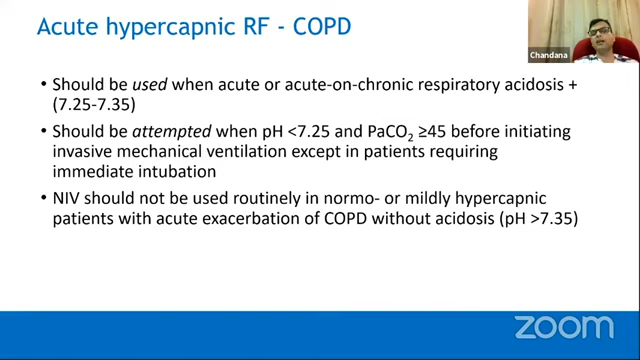 Acute hypercapnic RF - COPD
Chandana
• Should be used when acute or acute-on-chronic respiratory acidosis +
(7.25-7.35)
• Should be attempted when pH <7.25 and PaCO2 ≥45 before initiating
invasive mechanical ventilation except in patients requiring
immediate intubation
• NIV should not be used routinely in normo- or mildly hypercapnic
patients with acute exacerbation of COPD without acidosis (pH >7.35)
zoom